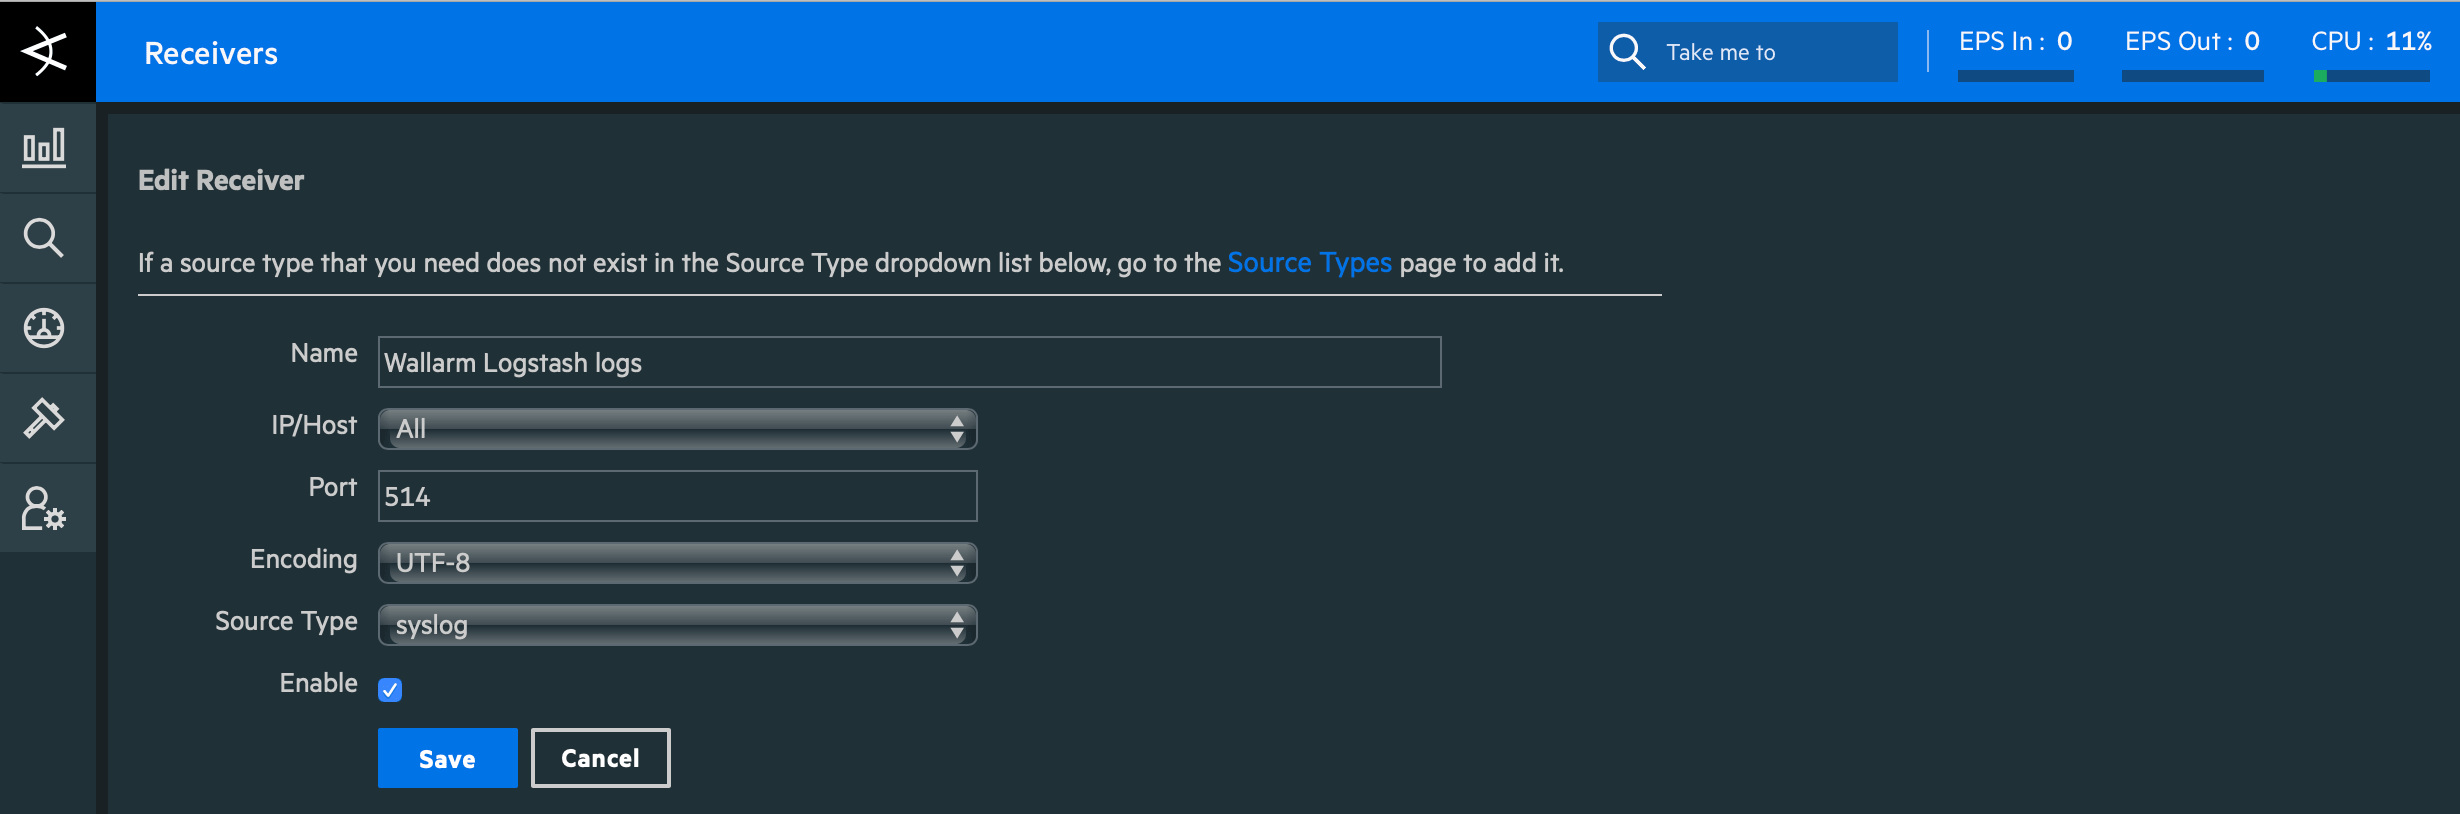 Receivers
Take me to
EPS In : 0
EPS Out : 0
CPU : 11%
Edit Receiver
If a source type that you need does not exist in the Source Type dropdown list below, go to the Source Types page to add it.
Name
Wallarm Logstash logs
IP/Host
All
Port
514
Encoding
UTF-8
Source Type
syslog
Enable
Save
Cancel